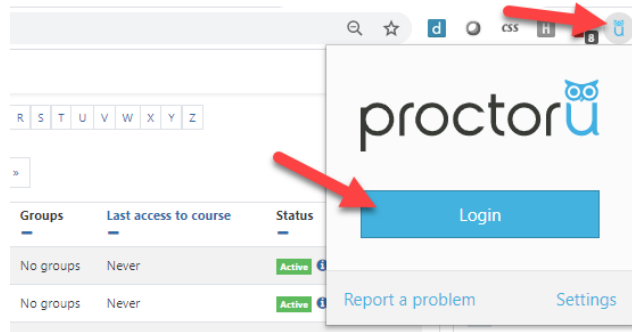 d css H 8 ü
proctorü
R S T U V W X Y Z
»
Login
Groups Last access to course Status
No groups Never Active i
No groups Never Active i
Report a problem Settings